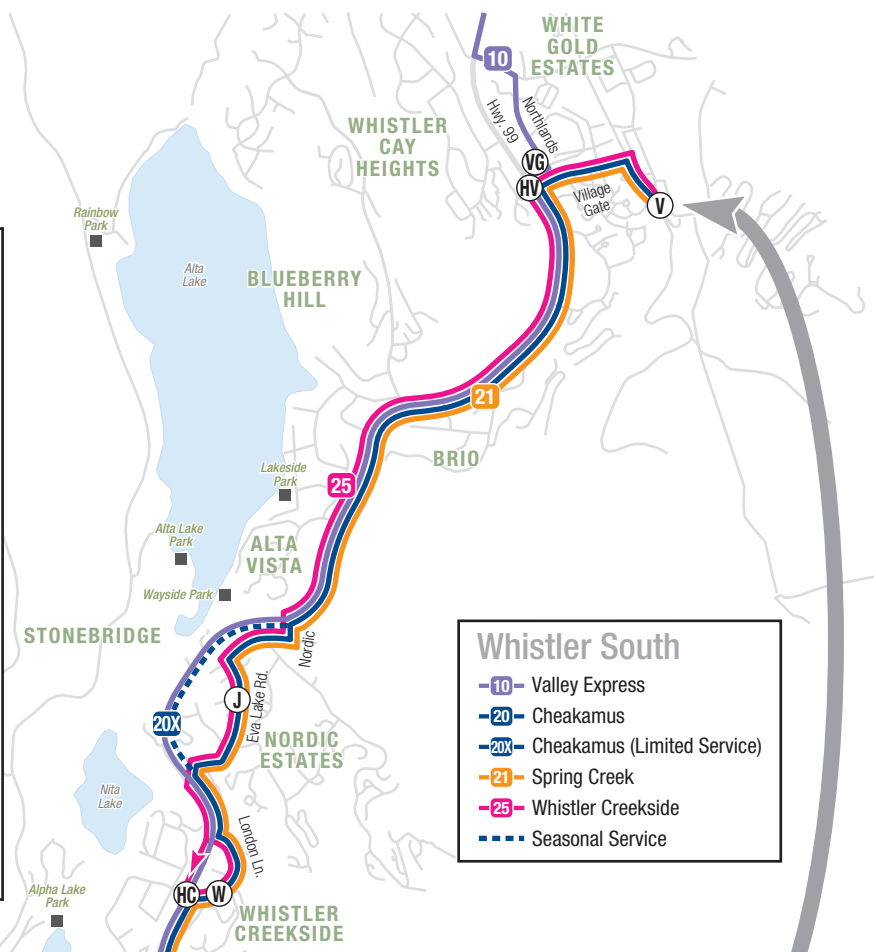 WHITE
GOLD
ESTATES
10
Hwy. 99
Northlands
WHISTLER
CAY
HEIGHTS
VG
HV
Village
Gate
V
Rainbow
Park
Alta
Lake
BLUEBERRY
HILL
21
BRIO
Lakeside
Park
25
Alta Lake
Park
ALTA
VISTA
Wayside Park
STONEBRIDGE
Nordic
J
Eva Lake Rd.
20X
NORDIC
ESTATES
Nita
Lake
London Ln.
HC
W
Alpha Lake
Park
WHISTLER
CREEKSIDE
Whistler South
10 Valley Express
20 Cheakamus
20X Cheakamus (Limited Service)
21 Spring Creek
25 Whistler Creekside
Seasonal Service